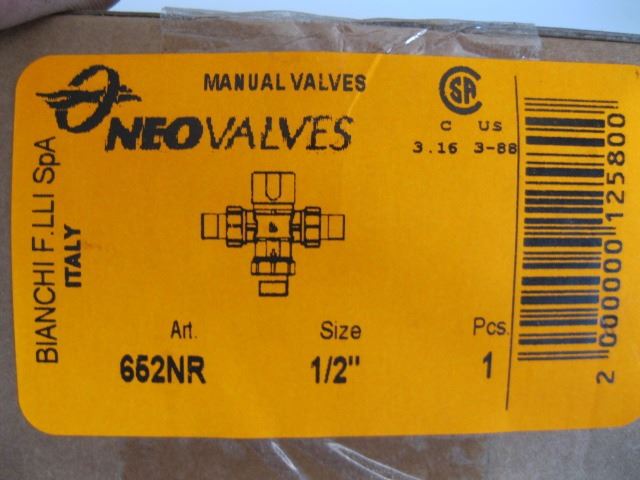 MANUAL VALVES
NEOVALVES
SA
C US
3.16 3-88
BIANCHI F.LLI SpA
ITALY
Art. Size Pcs.
652NR 1/2" 1
2 000000 125800